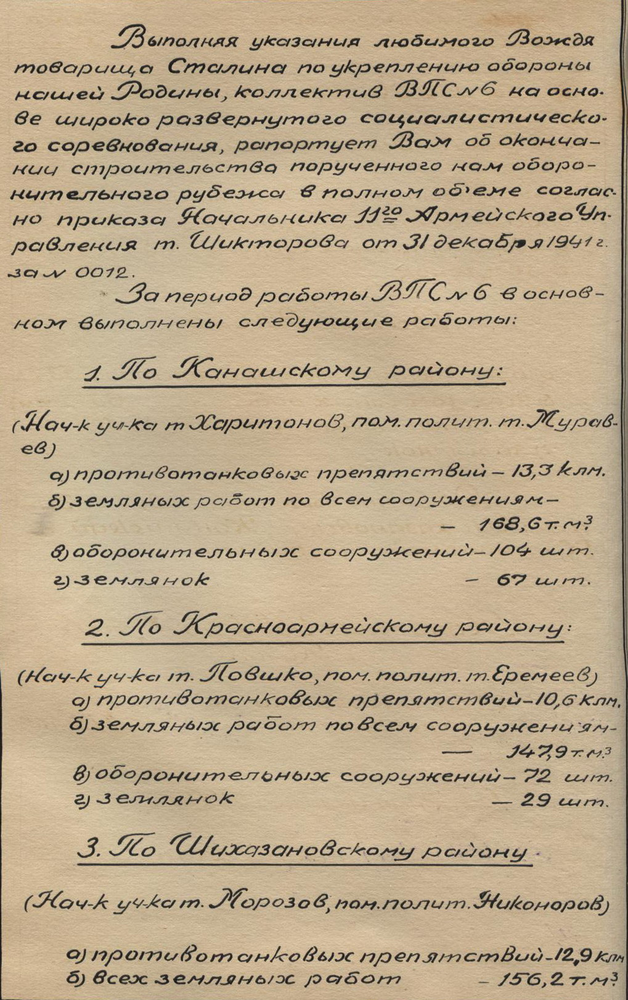 Выполняя указания любимого Вождя
товарища Сталина по укреплению обороны
нашей Родины, коллектив ВПС №6 на осно-
ве широко развернутого социалистическо-
го соревнования, рапортует Вам об оконча-
нии строительства порученного нам оборо-
нительного рубежа в полном об'еме соглас-
но приказа Начальника 11го Армейского Уп-
равления т. Шикторова от 31 декабря 1941 г.
за № 0012.
За период работы ВПС №6 в основ-
ном выполнены следующие работы:
1. По Канашскому району:
(Нач-к уч-ка т Харитонов, пом. полит. т. Мурав-
ев)
а) противотанковых препятствий – 13,3 клм.
б) земляных работ по всем сооружениям –
– 168,6 т. м³.
в) оборонительных сооружений – 104 шт.
г) землянок – 67 шт.
2. По Красноармейскому району:
(Нач-к уч-ка т. Повшко, пом. полит. т. Еремеев)
а) противотанковых препятствий – 10,6 клм.
б) земляных работ по всем сооружениям –
— 147,9 т. м.³
в) оборонительных сооружений – 72 шт.
г) землянок — 29 шт.
3. По Шихазановскому району.
(Нач-к уч-ка т. Морозов, пом. полит. Никоноров)
а) противотанковых препятствий – 12,9 клм
б) всех земляных работ – 156,2 т. м³.